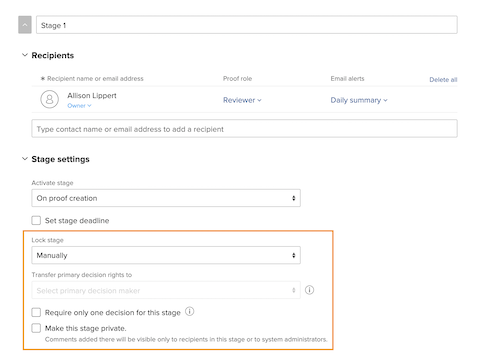 Stage 1
Recipients
* Recipient name or email address Proof role Email alerts Delete all
Allison Lippert
Owner
Reviewer Daily summary
Type contact name or email address to add a recipient
Stage settings
Activate stage
On proof creation
Set stage deadline
Lock stage
Manually
Transfer primary decision rights to
Select primary decision maker
Require only one decision for this stage
Make this stage private.
Comments added there will be visible only to recipients in this stage or to system administrators.